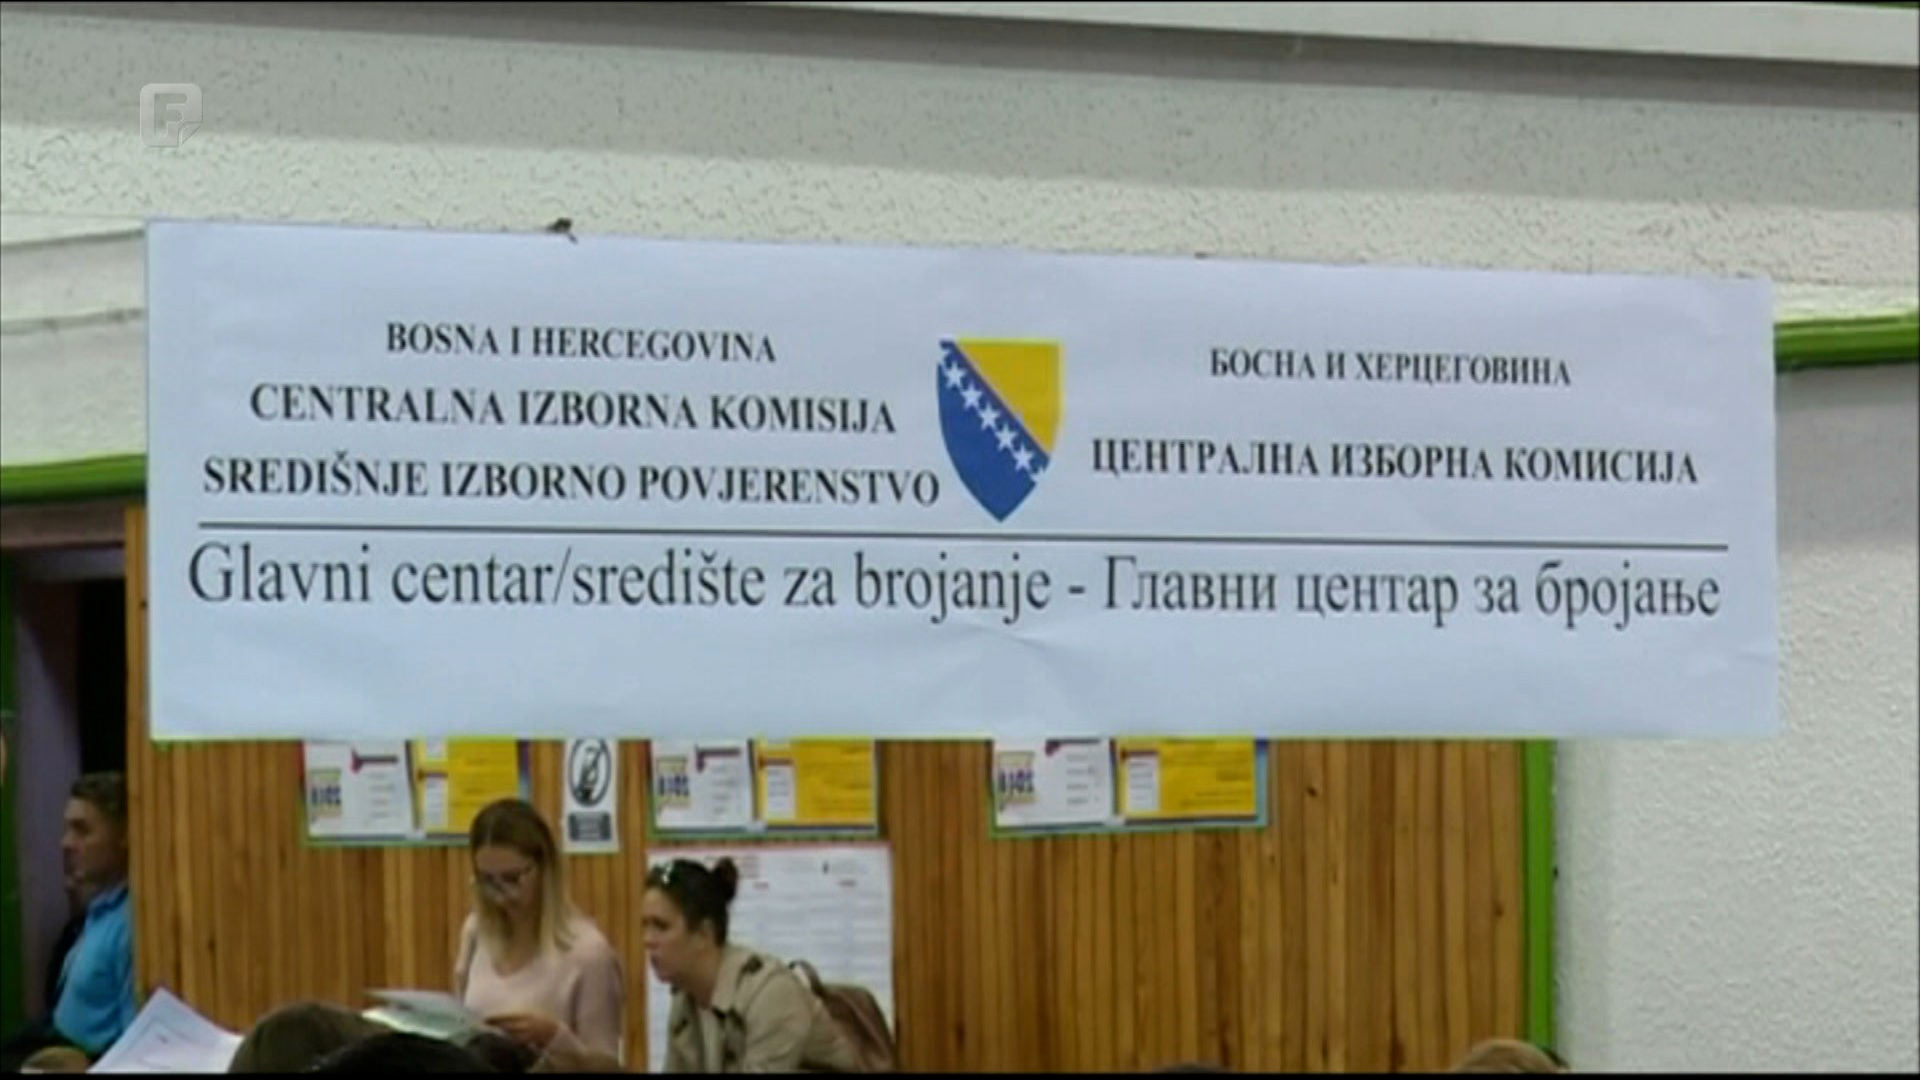 F
BOSNA I HERCEGOVINA
CENTRALNA IZBORNA KOMISIJA
SREDIŠNJE IZBORNO POVJERENSTVO
БОСНА И ХЕРЦЕГОВИНА
ЦЕНТРАЛНА ИЗБОРНА КОМИСИЈА
Glavni centar/središte za brojanje - Главни центар за бројање